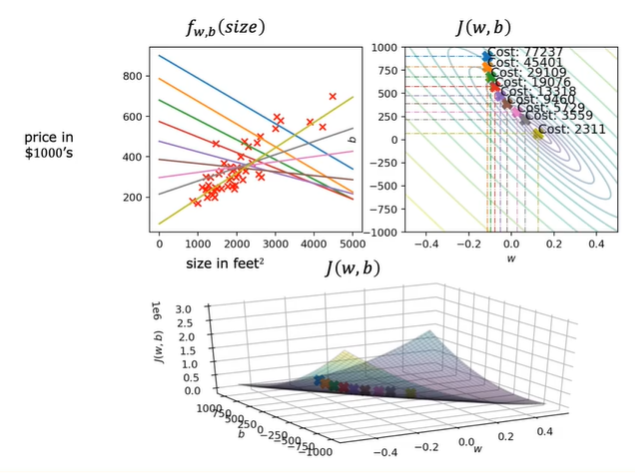 f_{w,b}(size)
J(w, b)
price in
$1000's
800
600
400
200
0
1000
2000
3000
4000
5000
size in feet²
b
1000
750
500
250
0
−250
−500
−750
−1000
−0.4
−0.2
0.0
0.2
0.4
w
Cost: 77237
Cost: 45401
Cost: 29109
Cost: 19076
Cost: 13318
Cost: 9460
Cost: 5729
Cost: 3559
Cost: 2311
J(w, b)
1e6
J(w, b)
3.0
2.5
2.0
1.5
1.0
0.5
0.0
1000
750
500
250
0
−250
−500
−750
−1000
b
−0.4
−0.2
0.0
0.2
0.4
w